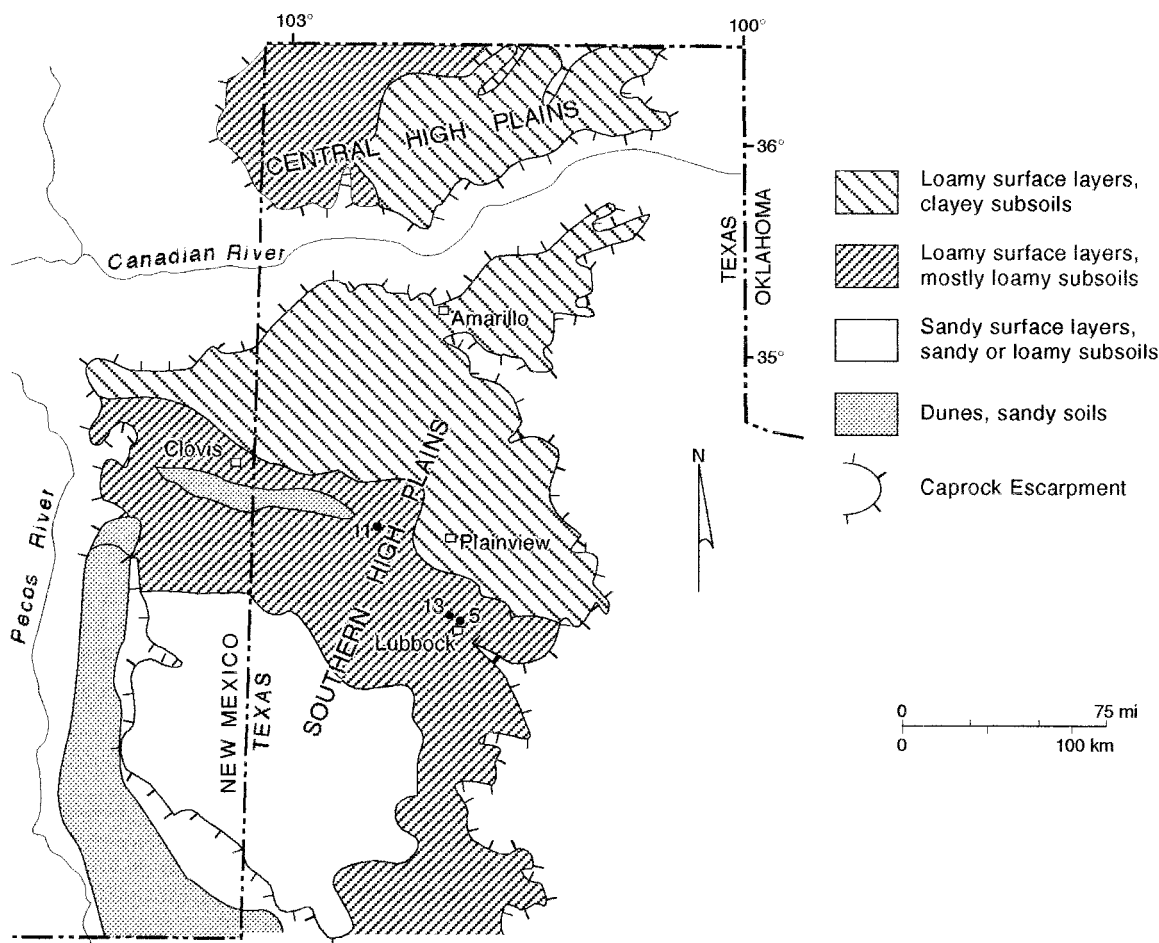 103°
100°
CENTRAL HIGH PLAINS
36°
TEXAS
OKLAHOMA
Canadian River
Amarillo
35°
Clovis
Pecos River
11
Plainview
SOUTHERN HIGH PLAINS
13
5
Lubbock
NEW MEXICO
TEXAS
N
Loamy surface layers,
clayey subsoils
Loamy surface layers,
mostly loamy subsoils
Sandy surface layers,
sandy or loamy subsoils
Dunes, sandy soils
Caprock Escarpment
0 75 mi
0 100 km